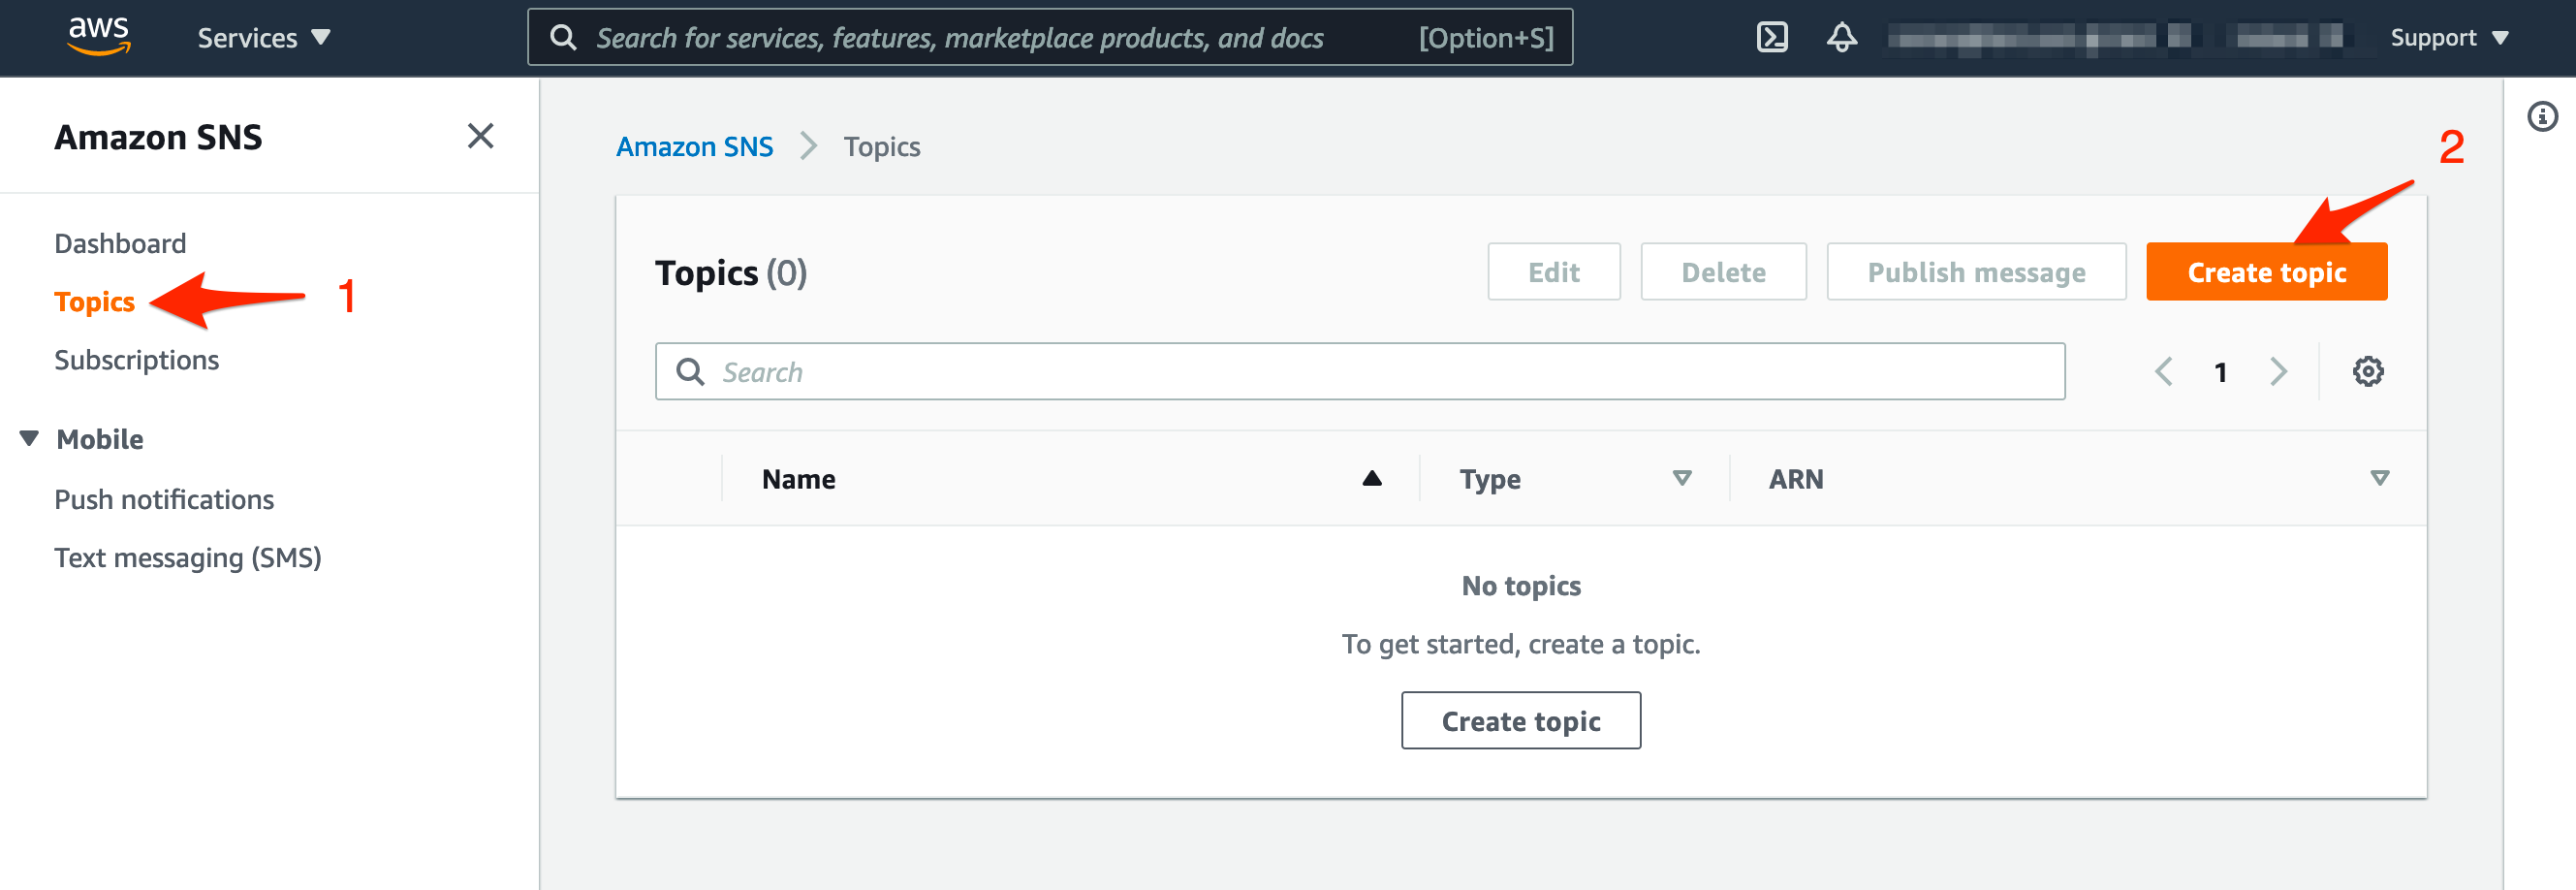 aws
Services
Search for services, features, marketplace products, and docs [Option+S]
Support
Amazon SNS
Dashboard
Topics
1
Subscriptions
Mobile
Push notifications
Text messaging (SMS)
Amazon SNS Topics
2
Topics (0)
Edit
Delete
Publish message
Create topic
Search
1
Name Type ARN
No topics
To get started, create a topic.
Create topic